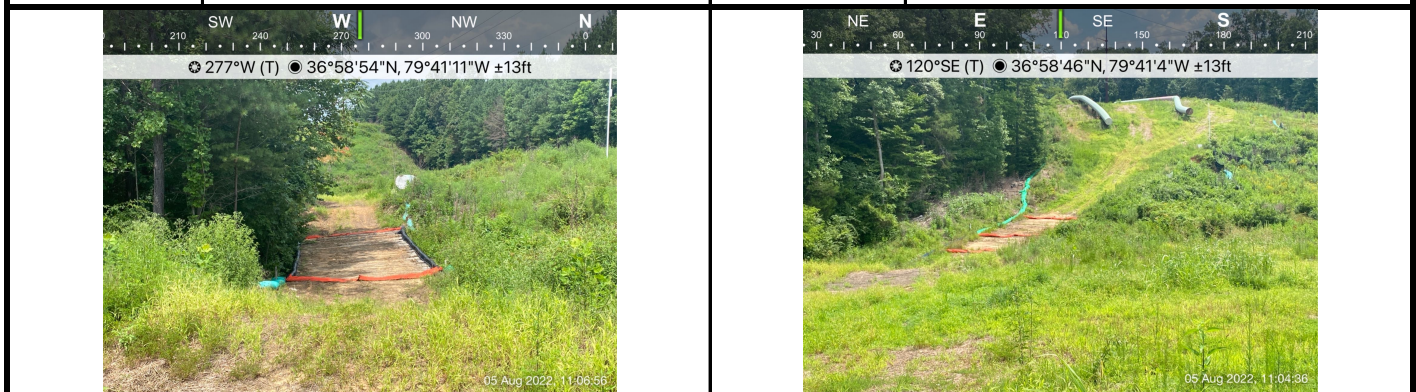 SW W NW N
210 240 270 300 330 0
277°W (T) 36°58'54"N, 79°41'11"W ±13ft
05 Aug 2022, 11:06:56
NE E SE S
30 60 90 120 150 180 210
120°SE (T) 36°58'46"N, 79°41'4"W ±13ft
05 Aug 2022, 11:04:36